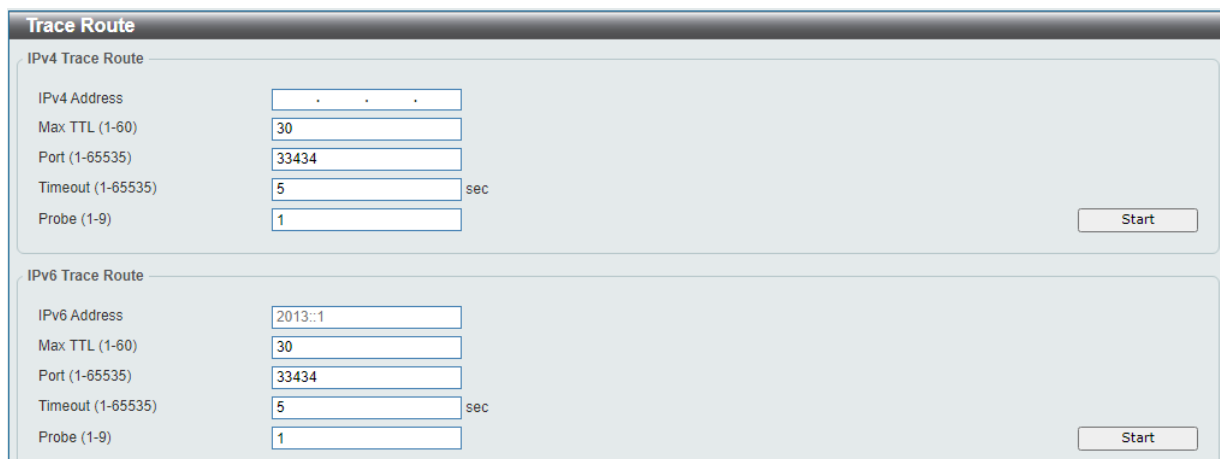 Trace Route
IPv4 Trace Route
IPv4 Address . . .
Max TTL (1-60) 30
Port (1-65535) 33434
Timeout (1-65535) 5 sec
Probe (1-9) 1 Start
IPv6 Trace Route
IPv6 Address 2013::1
Max TTL (1-60) 30
Port (1-65535) 33434
Timeout (1-65535) 5 sec
Probe (1-9) 1 Start